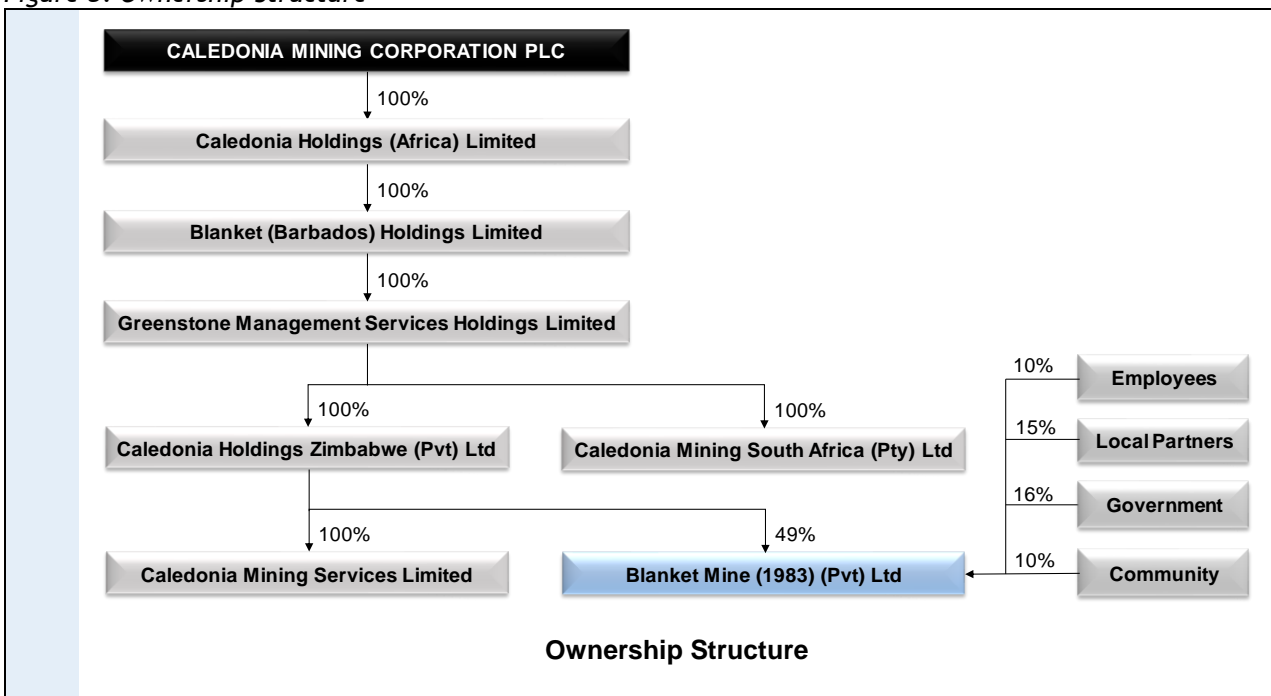 CALEDONIA MINING CORPORATION PLC
100%
Caledonia Holdings (Africa) Limited
100%
Blanket (Barbados) Holdings Limited
100%
Greenstone Management Services Holdings Limited
100%
100%
Caledonia Holdings Zimbabwe (Pvt) Ltd
Caledonia Mining South Africa (Pty) Ltd
100%
49%
Caledonia Mining Services Limited
Blanket Mine (1983) (Pvt) Ltd
10%
Employees
15%
Local Partners
16%
Government
10%
Community
Ownership Structure